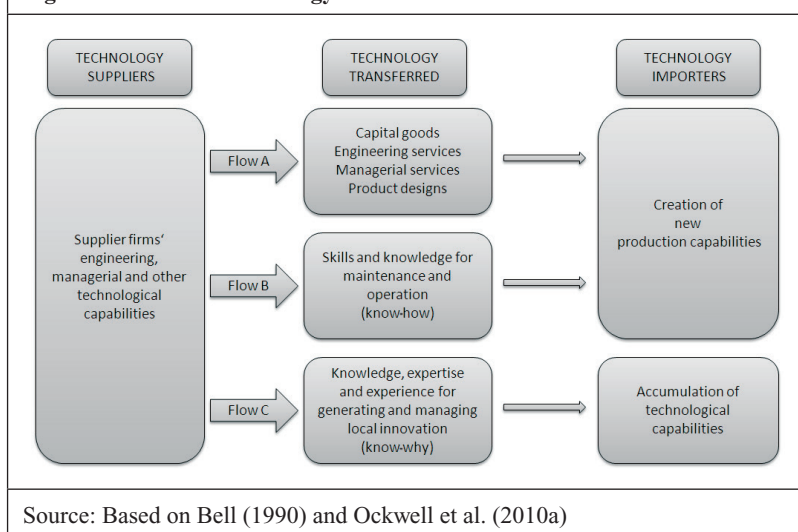 TECHNOLOGY
SUPPLIERS
TECHNOLOGY
TRANSFERRED
TECHNOLOGY
IMPORTERS
Supplier firms'
engineering,
managerial and other
technological
capabilities
Flow A
Capital goods
Engineering services
Managerial services
Product designs
Creation of
new
production capabilities
Flow B
Skills and knowledge for
maintenance and
operation
(know-how)
Flow C
Knowledge, expertise
and experience for
generating and managing
local innovation
(know-why)
Accumulation of
technological
capabilities
Source: Based on Bell (1990) and Ockwell et al. (2010a)